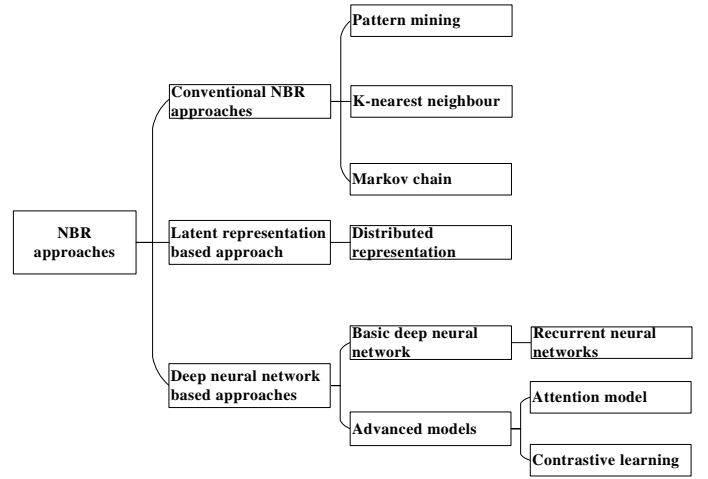 NBR
approaches
Conventional NBR
approaches
Pattern mining
K-nearest neighbour
Markov chain
Latent representation
based approach
Distributed
representation
Deep neural network
based approaches
Basic deep neural
network
Recurrent neural
networks
Advanced models
Attention model
Contrastive learning